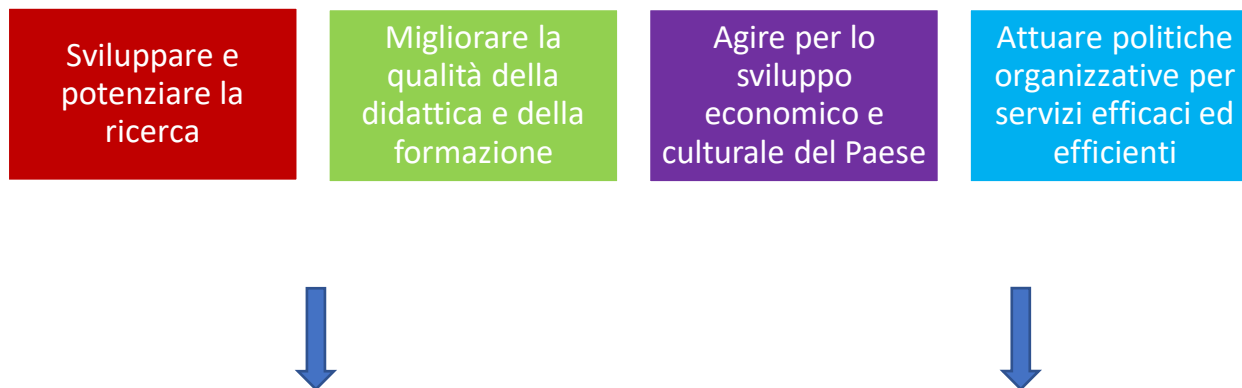 Sviluppare e
potenziare la
ricerca
Migliorare la
qualità della
didattica e della
formazione
Agire per lo
sviluppo
economico e
culturale del Paese
Attuare politiche
organizzative per
servizi efficaci ed
efficienti